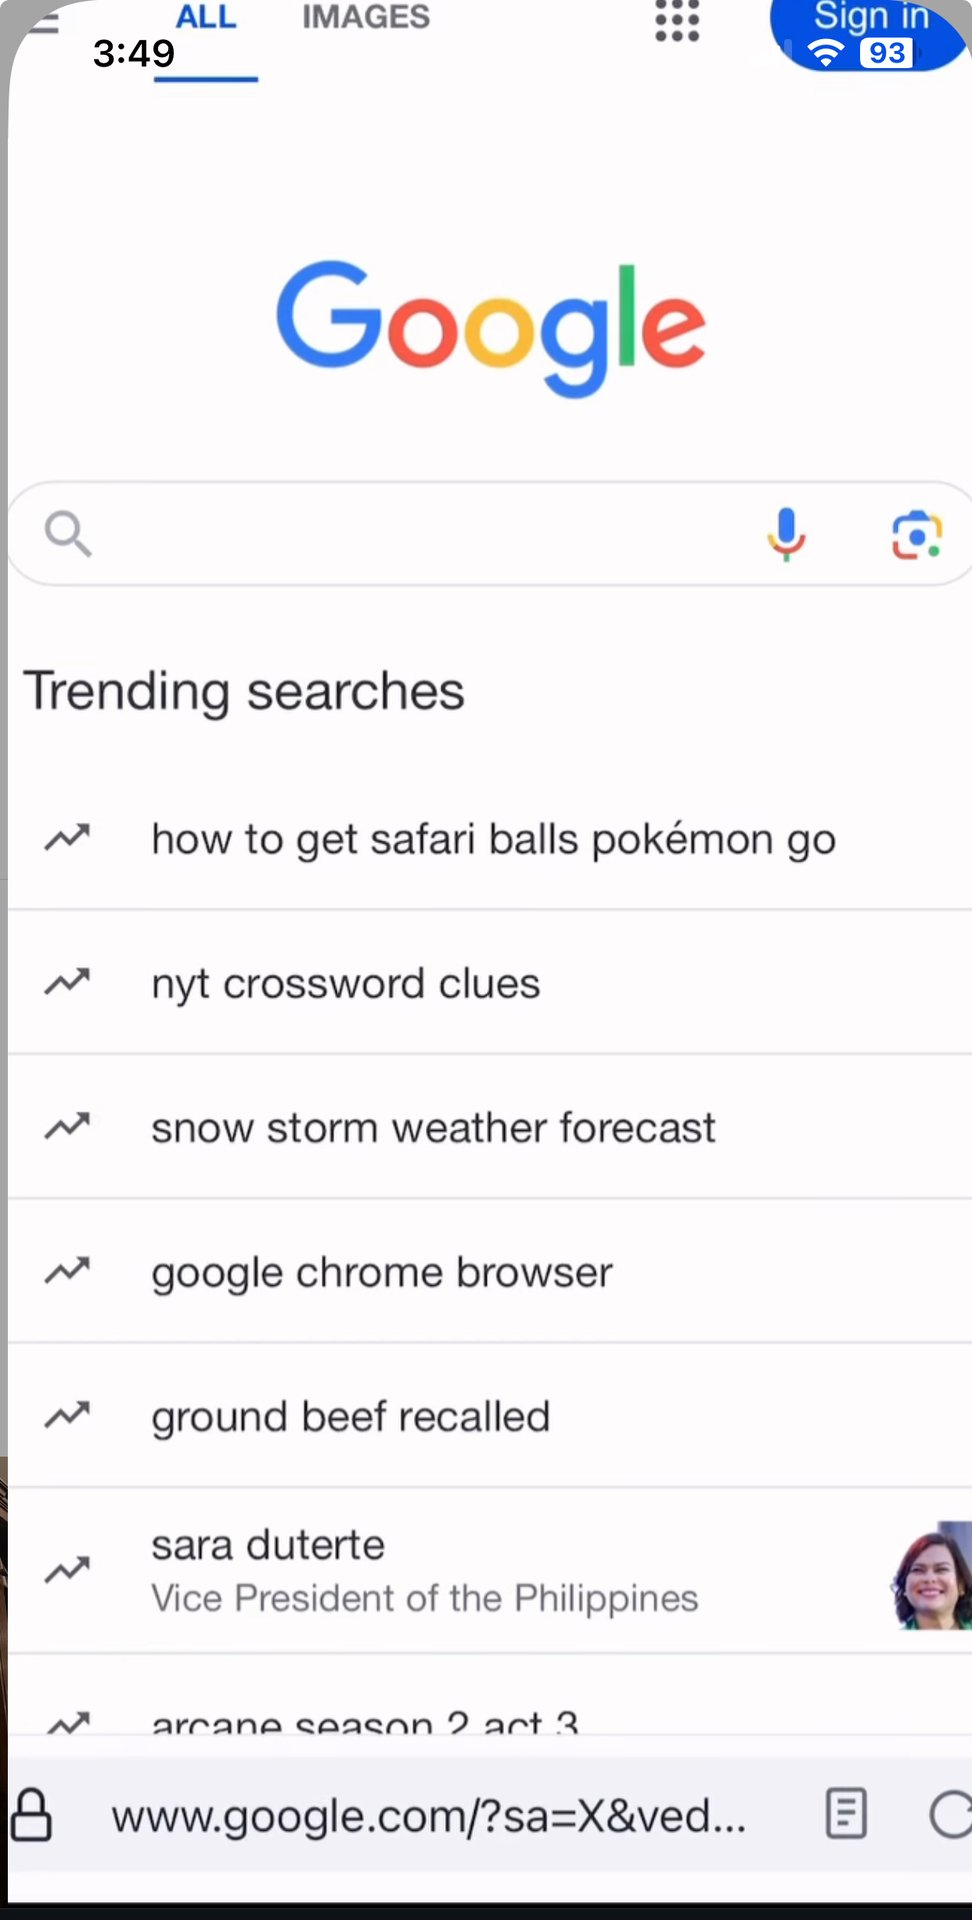 ALL IMAGES Sign in
3:49 93
Google
Trending searches
how to get safari balls pokémon go
nyt crossword clues
snow storm weather forecast
google chrome browser
ground beef recalled
sara duterte
Vice President of the Philippines
arcane season 2 act 3
www.google.com/?sa=X&ved...